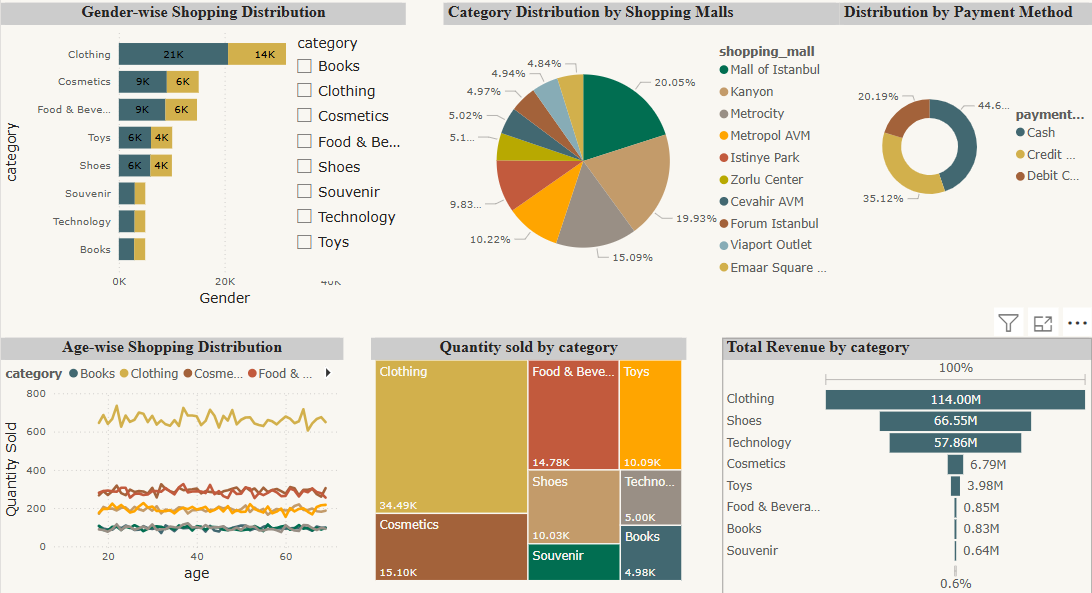 Gender-wise Shopping Distribution
category
Clothing
Cosmetics
Food & Beve...
Toys
Shoes
Souvenir
Technology
Books
21K
14K
9K
6K
9K
6K
6K
4K
6K
4K
0K
20K
40K
Gender
category
Books
Clothing
Cosmetics
Food & Be...
Shoes
Souvenir
Technology
Toys
Category Distribution by Shopping Malls
20.05%
19.93%
15.09%
10.22%
9.83...
5.1...
5.02%
4.97%
4.94%
4.84%
shopping_mall
Mall of Istanbul
Kanyon
Metrocity
Metropol AVM
Istinye Park
Zorlu Center
Cevahir AVM
Forum Istanbul
Viaport Outlet
Emaar Square ...
Distribution by Payment Method
20.19%
44.6...
35.12%
payment...
Cash
Credit ...
Debit C...
Age-wise Shopping Distribution
category Books Clothing Cosme... Food & ...
Quantity Sold
800
600
400
200
0
20
40
60
age
Quantity sold by category
Clothing
34.49K
Cosmetics
15.10K
Food & Beve...
14.78K
Toys
10.09K
Shoes
10.03K
Techno...
5.00K
Souvenir
Books
4.98K
Total Revenue by category
100%
Clothing 114.00M
Shoes 66.55M
Technology 57.86M
Cosmetics 6.79M
Toys 3.98M
Food & Bevera... 0.85M
Books 0.83M
Souvenir 0.64M
0.6%